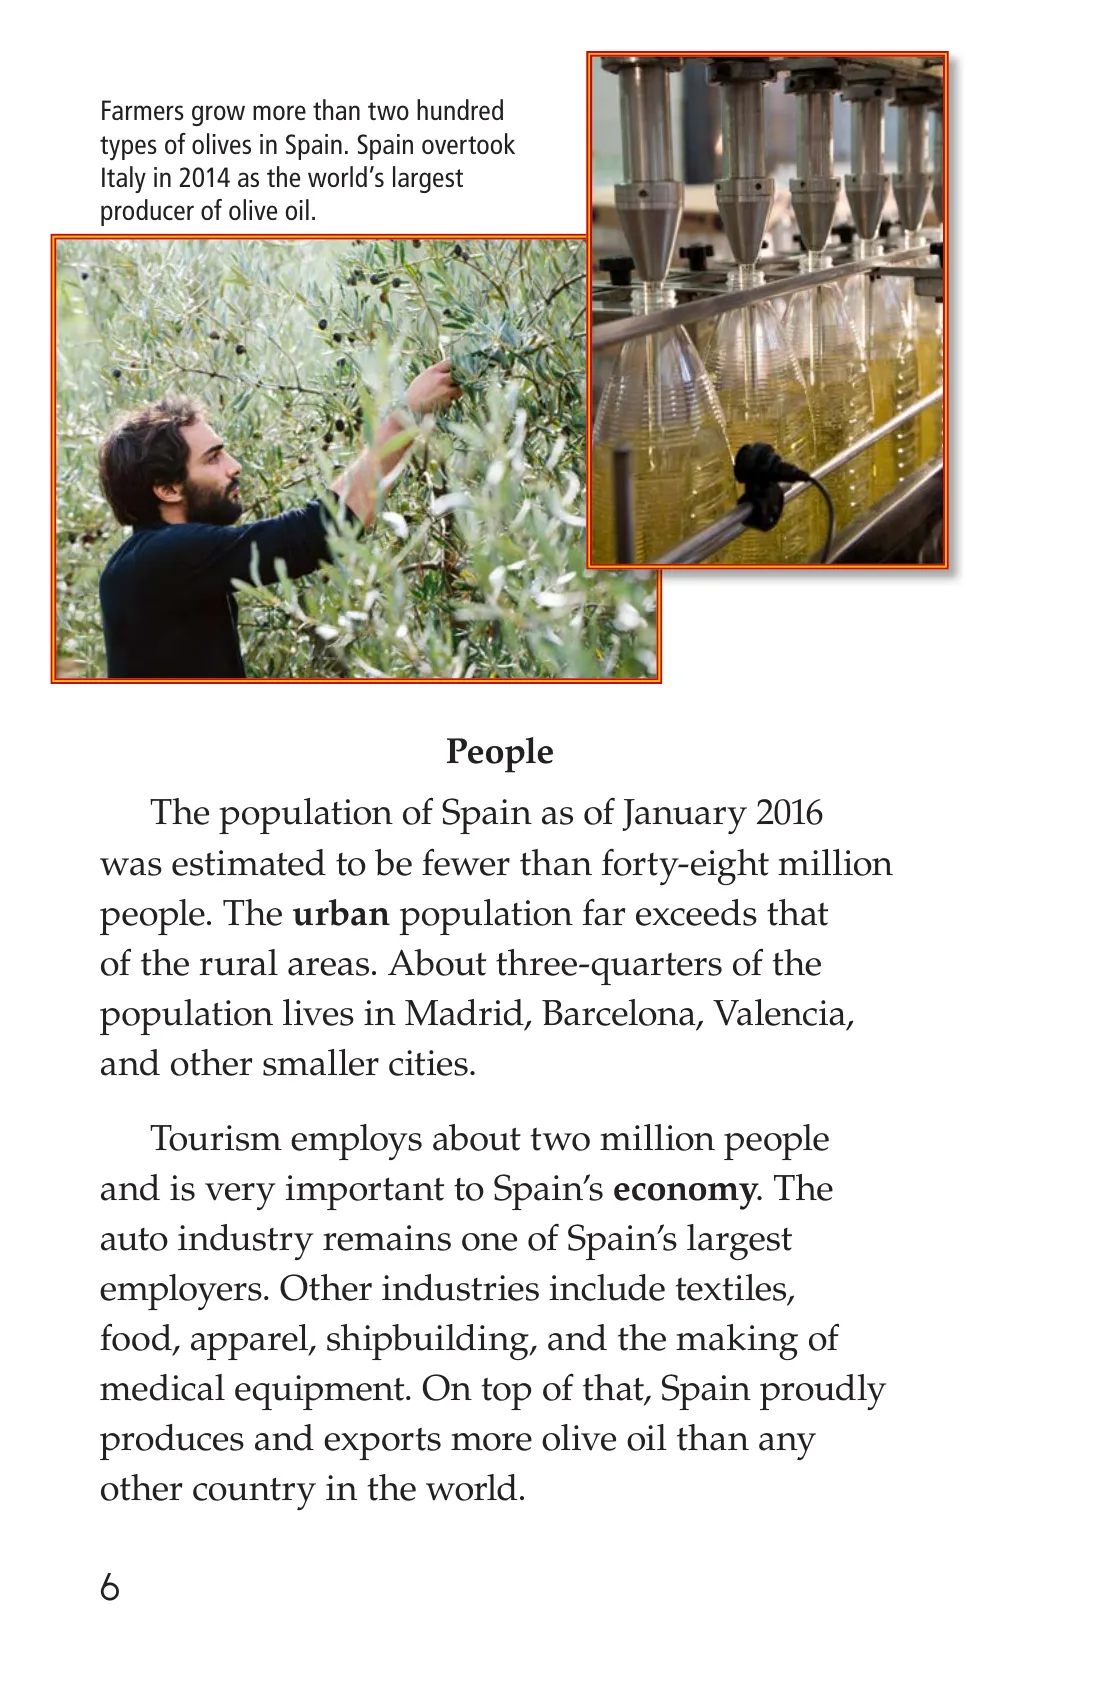 Farmers grow more than two hundred
types of olives in Spain. Spain overtook
Italy in 2014 as the world’s largest
producer of olive oil.
People
The population of Spain as of January 2016
was estimated to be fewer than forty-eight million
people. The urban population far exceeds that
of the rural areas. About three-quarters of the
population lives in Madrid, Barcelona, Valencia,
and other smaller cities.
Tourism employs about two million people
and is very important to Spain’s economy. The
auto industry remains one of Spain’s largest
employers. Other industries include textiles,
food, apparel, shipbuilding, and the making of
medical equipment. On top of that, Spain proudly
produces and exports more olive oil than any
other country in the world.
6